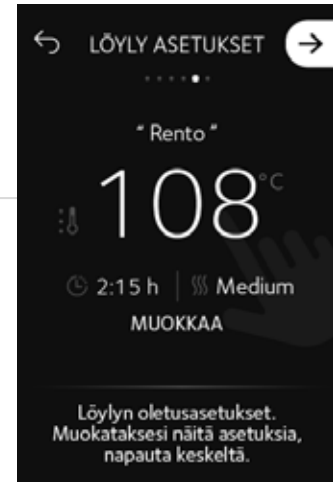 LÖYLY ASETUKSET
“ Rento “
108 °C
2:15 h | Medium
MUOKKAA
Löylyn oletusasetukset.
Muokataksesi näitä asetuksia,
napauta keskeltä.